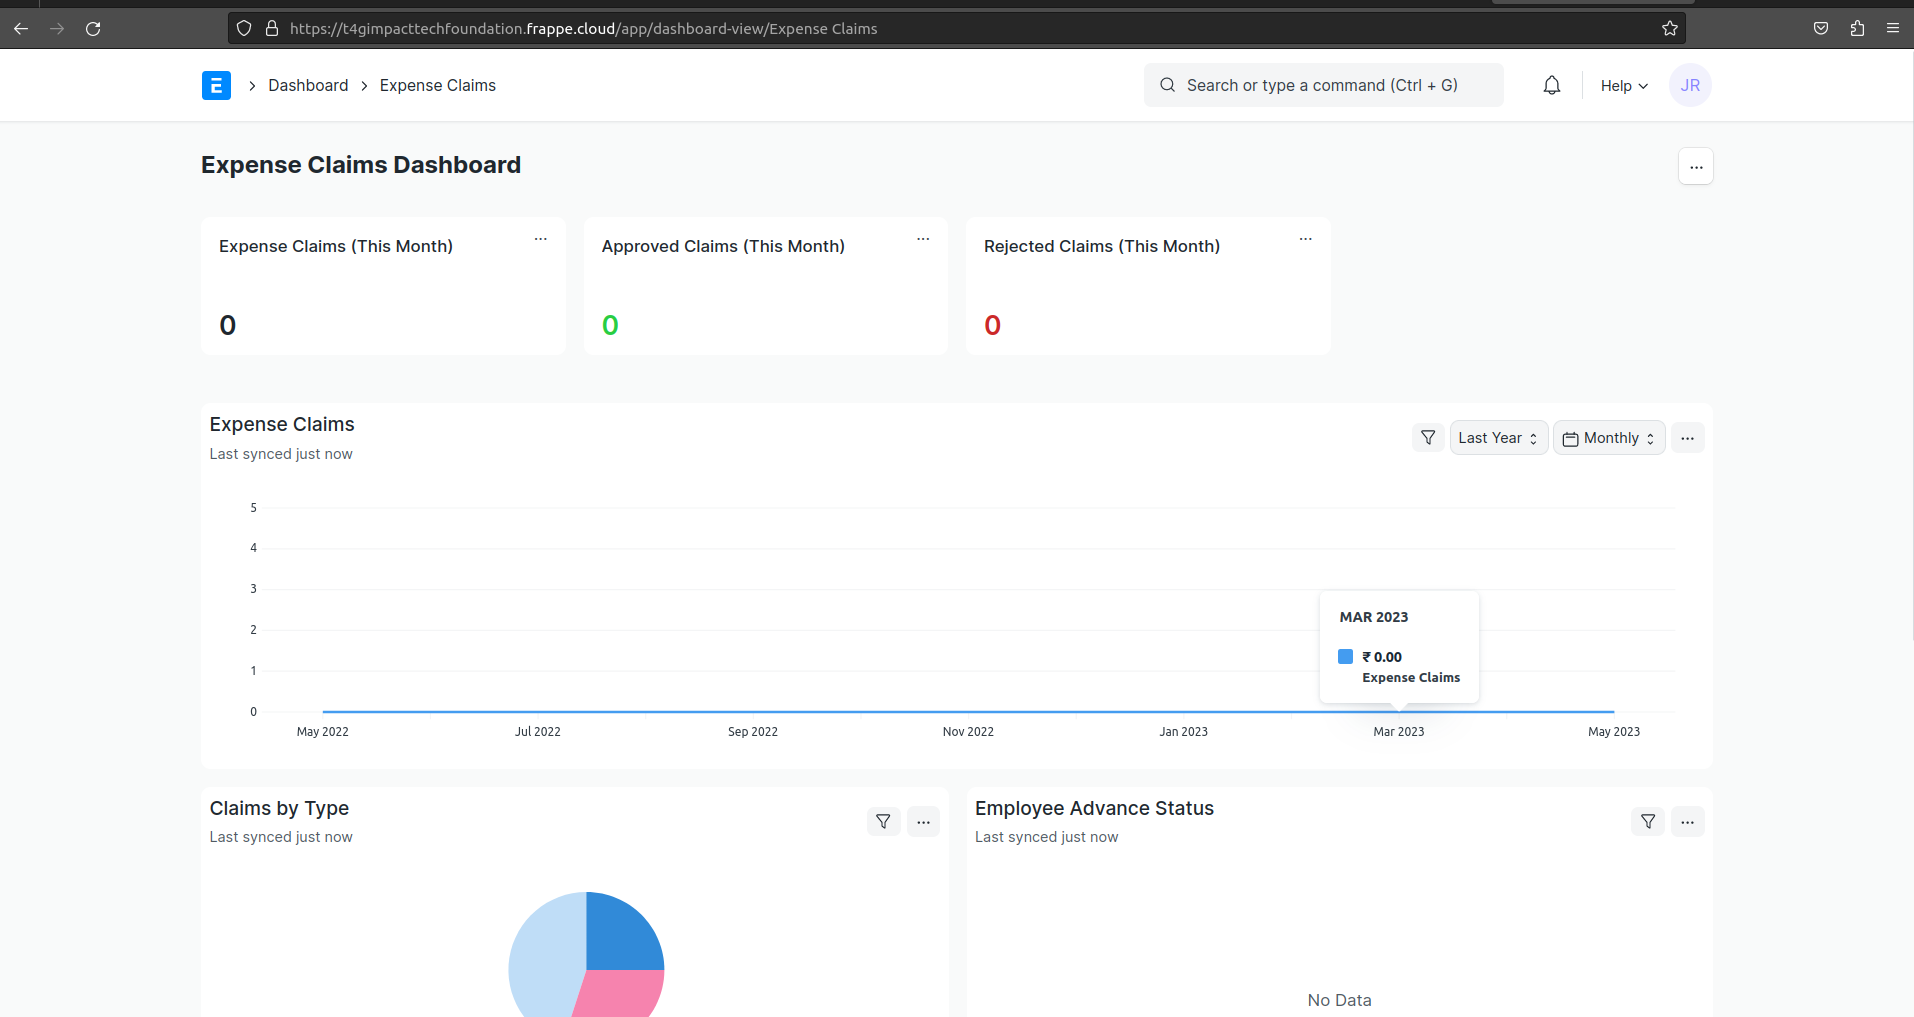 https://t4gimpacttechfoundation.frappe.cloud/app/dashboard-view/Expense Claims
E > Dashboard > Expense Claims
Search or type a command (Ctrl + G)
Help
JR
Expense Claims Dashboard
...
Expense Claims (This Month)
...
0
Approved Claims (This Month)
...
0
Rejected Claims (This Month)
...
0
Expense Claims
Last synced just now
Last Year
Monthly
...
5
4
3
2
1
0
MAR 2023
₹ 0.00
Expense Claims
May 2022
Jul 2022
Sep 2022
Nov 2022
Jan 2023
Mar 2023
May 2023
Claims by Type
Last synced just now
...
Employee Advance Status
Last synced just now
...
No Data